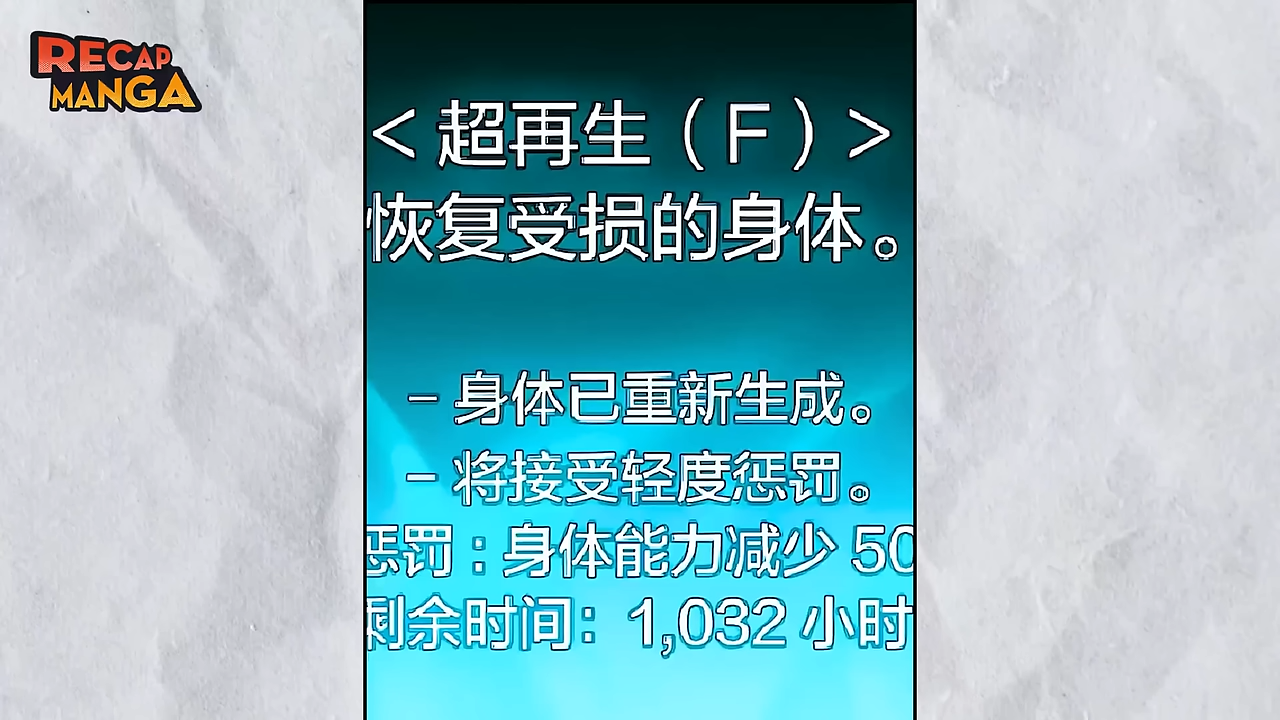 RECAP
MANGA
<超再生（F）>
恢复受损的身体。
- 身体已重新生成。
- 将接受轻度惩罚。
惩罚：身体能力减少 50
剩余时间：1,032 小时